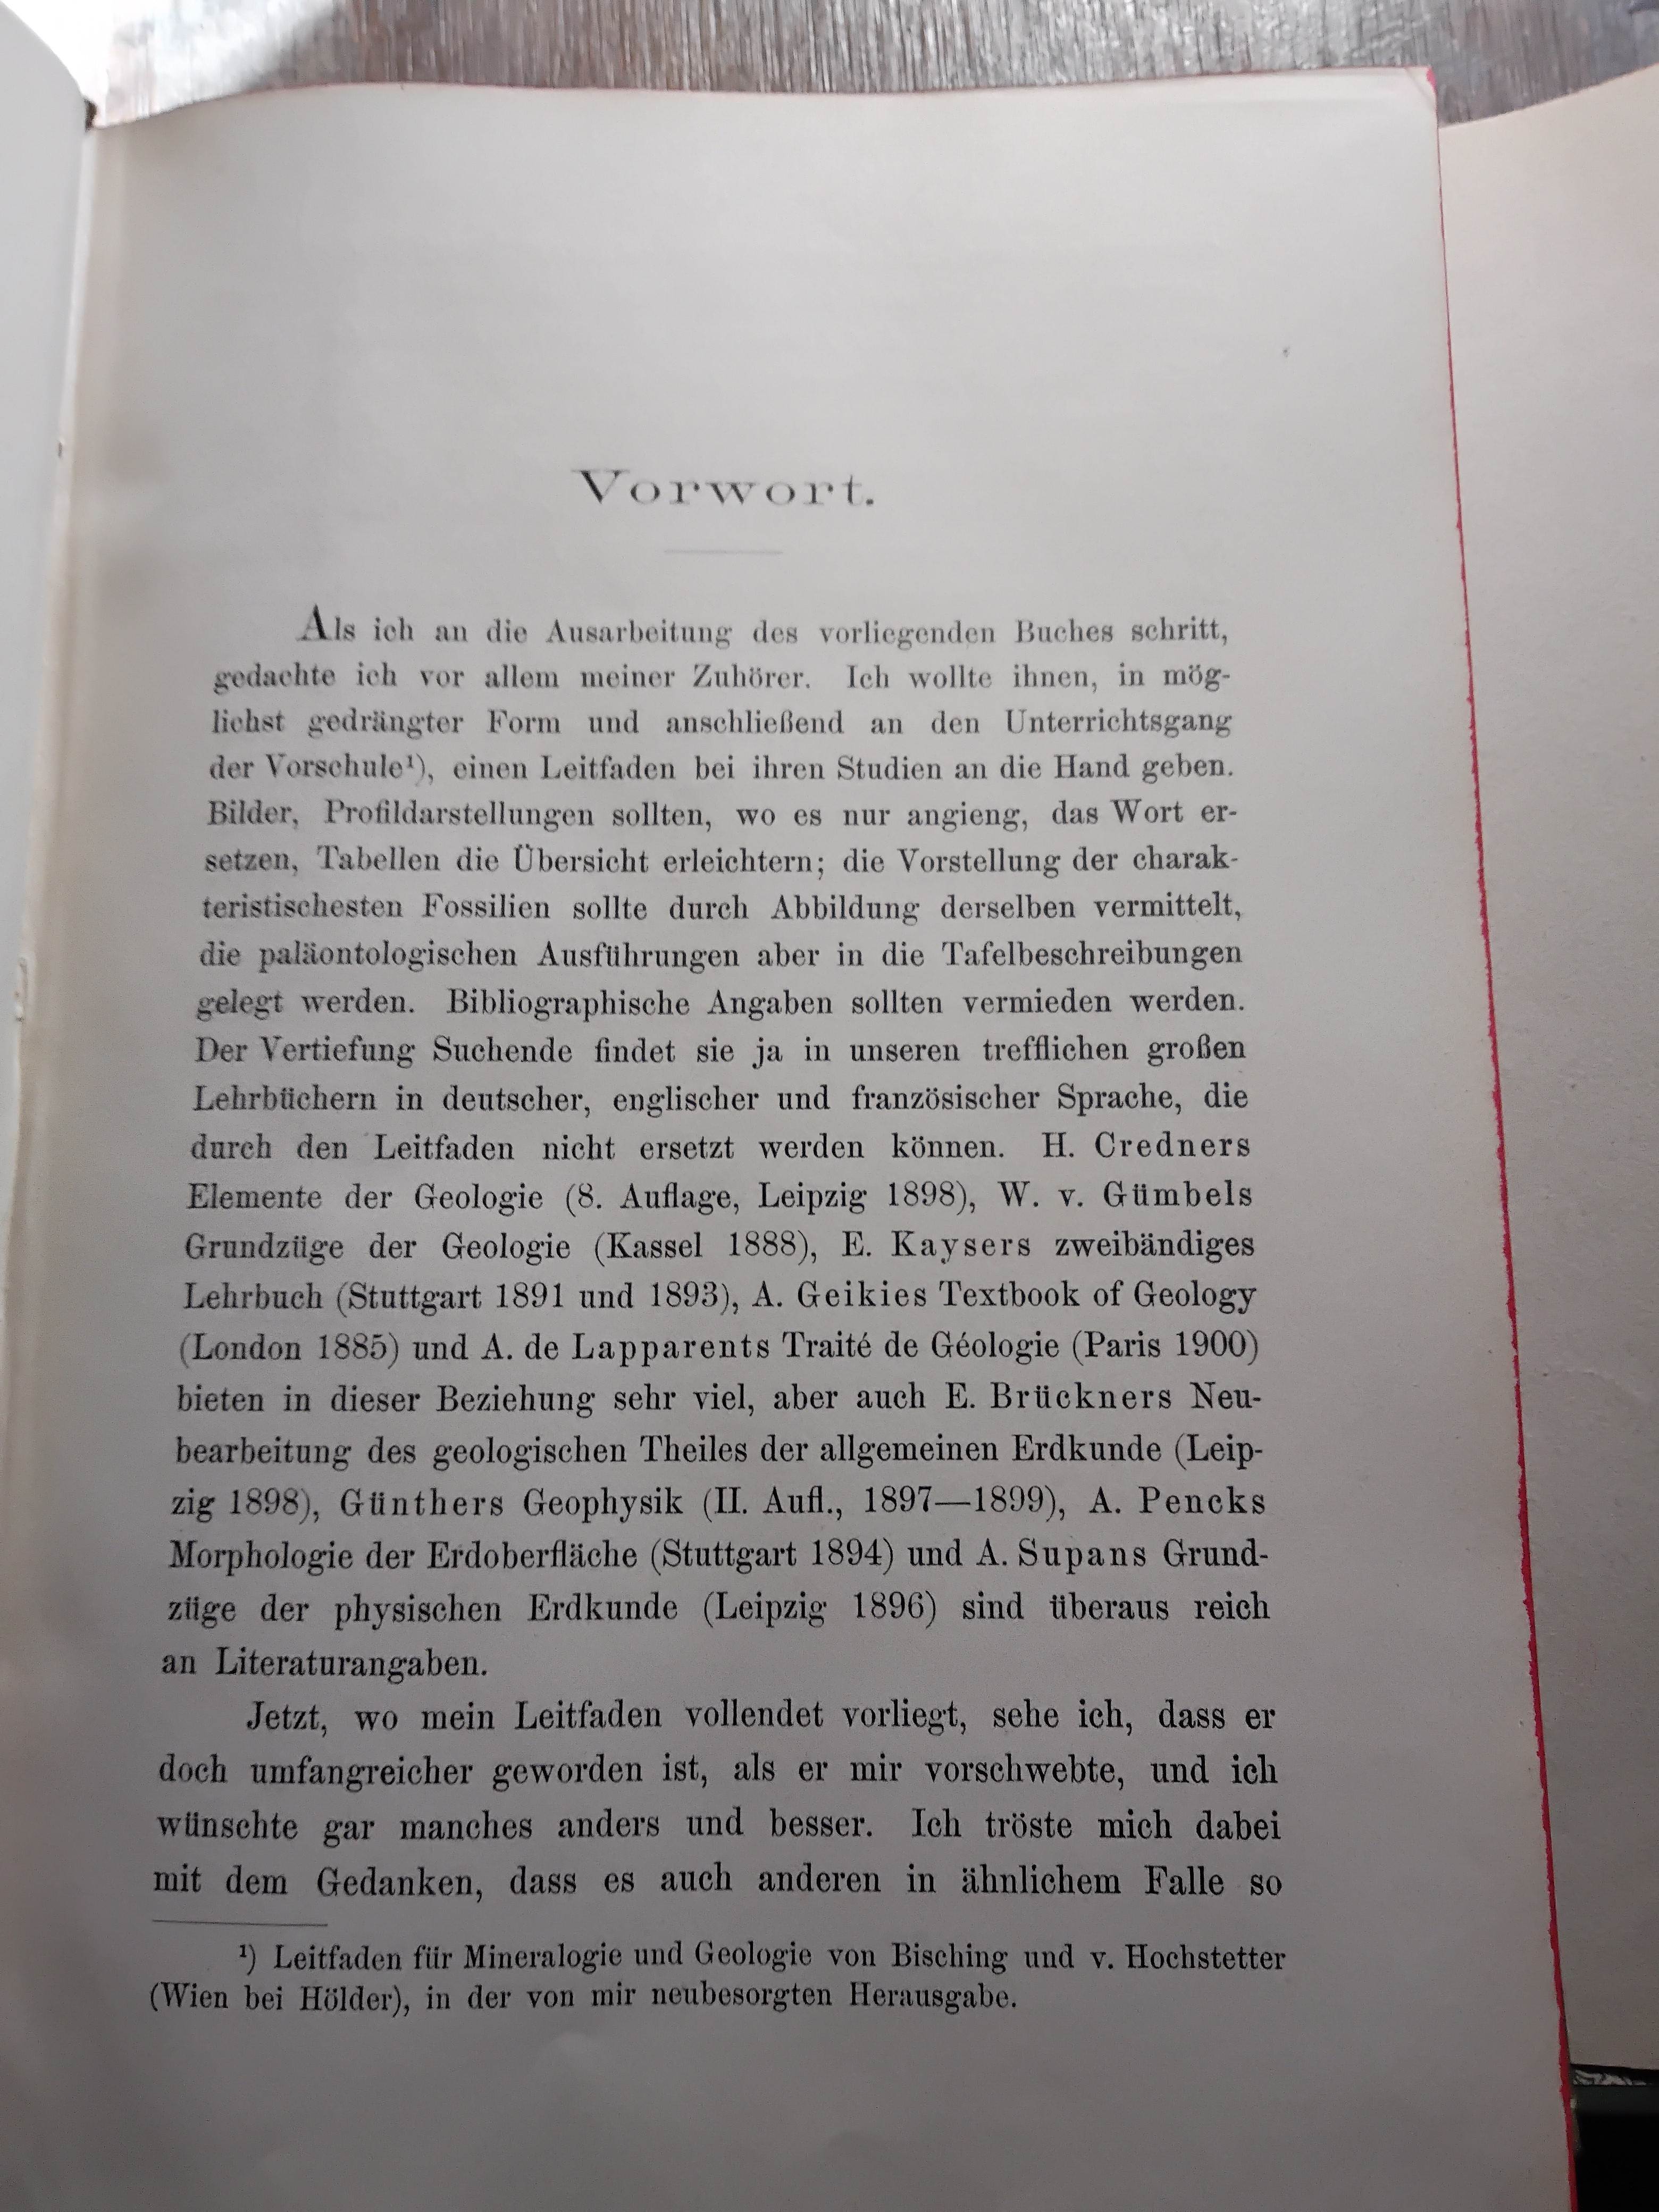 Vorwort.
Als ich an die Ausarbeitung des vorliegenden Buches schritt,
gedachte ich vor allem meiner Zuhörer. Ich wollte ihnen, in mög-
lichst gedrängter Form und anschließend an den Unterrichtsgang
der Vorschule¹), einen Leitfaden bei ihren Studien an die Hand geben.
Bilder, Profildarstellungen sollten, wo es nur angieng, das Wort er-
setzen, Tabellen die Übersicht erleichtern; die Vorstellung der charak-
teristischesten Fossilien sollte durch Abbildung derselben vermittelt,
die paläontologischen Ausführungen aber in die Tafelbeschreibungen
gelegt werden. Bibliographische Angaben sollten vermieden werden.
Der Vertiefung Suchende findet sie ja in unseren trefflichen großen
Lehrbüchern in deutscher, englischer und französischer Sprache, die
durch den Leitfaden nicht ersetzt werden können. H. Credners
Elemente der Geologie (8. Auflage, Leipzig 1898), W. v. Gümbels
Grundzüge der Geologie (Kassel 1888), E. Kaysers zweibändiges
Lehrbuch (Stuttgart 1891 und 1893), A. Geikies Textbook of Geology
(London 1885) und A. de Lapparents Traité de Géologie (Paris 1900)
bieten in dieser Beziehung sehr viel, aber auch E. Brückners Neu-
bearbeitung des geologischen Theiles der allgemeinen Erdkunde (Leip-
zig 1898), Günthers Geophysik (II. Aufl., 1897—1899), A. Pencks
Morphologie der Erdoberfläche (Stuttgart 1894) und A. Supans Grund-
züge der physischen Erdkunde (Leipzig 1896) sind überaus reich
an Literaturangaben.
Jetzt, wo mein Leitfaden vollendet vorliegt, sehe ich, dass er
doch umfangreicher geworden ist, als er mir vorschwebte, und ich
wünschte gar manches anders und besser. Ich tröste mich dabei
mit dem Gedanken, dass es auch anderen in ähnlichem Falle so
¹) Leitfaden für Mineralogie und Geologie von Bisching und v. Hochstetter
(Wien bei Hölder), in der von mir neubesorgten Herausgabe.